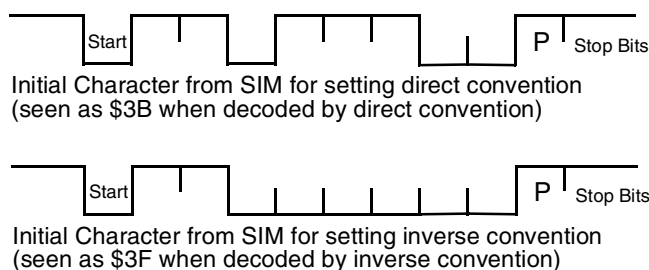 Start P Stop Bits
Initial Character from SIM for setting direct convention
(seen as $3B when decoded by direct convention)
Start P Stop Bits
Initial Character from SIM for setting inverse convention
(seen as $3F when decoded by inverse convention)